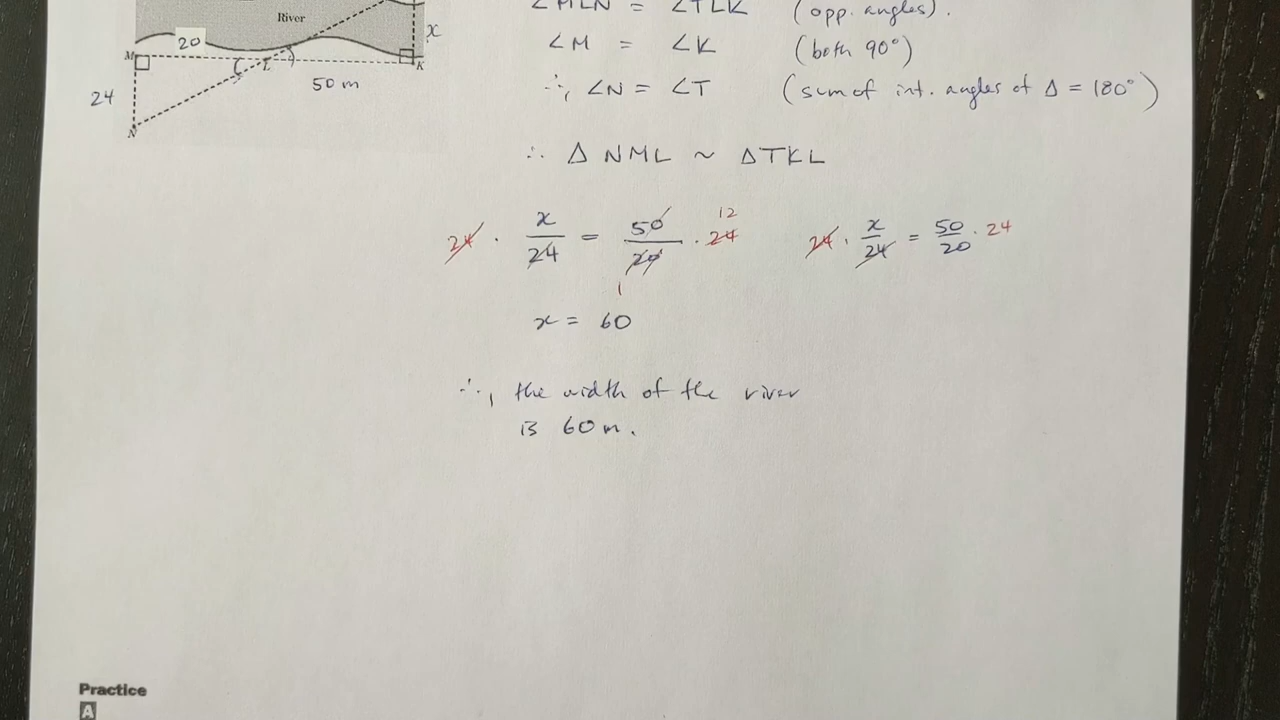 River
x
20
M
L
K
50 m
24
N
∠MLN = ∠TLK (opp. angles).
∠M = ∠K (both 90°)
∴, ∠N = ∠T (sum of int. angles of Δ = 180°)
∴ Δ NML ~ ΔTKL
24 · x/24 = 50/20 · 24 12
1
24 · x/24 = 50/20 · 24
x = 60
∴, the width of the river
is 60 m.
Practice
A